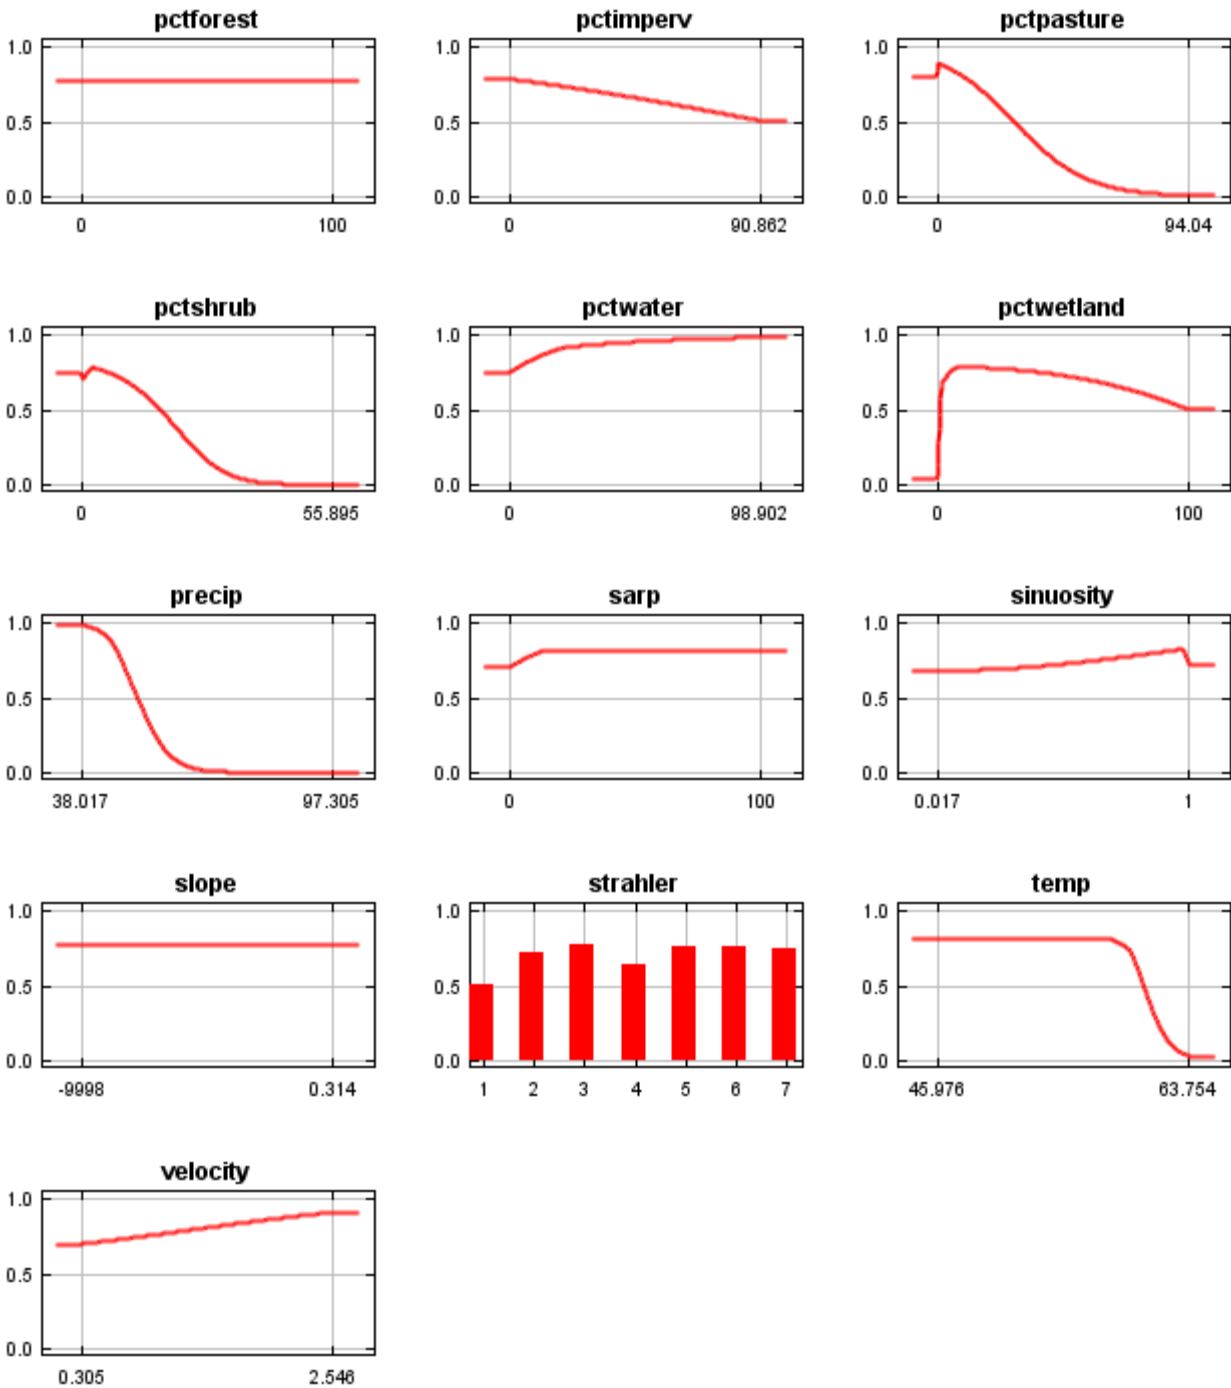 pctforest pctimperv pctpasture
1.0 1.0 1.0
0.5 0.5 0.5
0.0 0.0 0.0
0 100 0 90.862 0 94.04
pctshrub pctwater pctwetland
1.0 1.0 1.0
0.5 0.5 0.5
0.0 0.0 0.0
0 55.895 0 98.902 0 100
precip sarp sinuosity
1.0 1.0 1.0
0.5 0.5 0.5
0.0 0.0 0.0
38.017 97.305 0 100 0.017 1
slope strahler temp
1.0 1.0 1.0
0.5 0.5 0.5
0.0 0.0 0.0
-9998 0.314 1 2 3 4 5 6 7 45.976 63.754
velocity
1.0
0.5
0.0
0.305 2.546